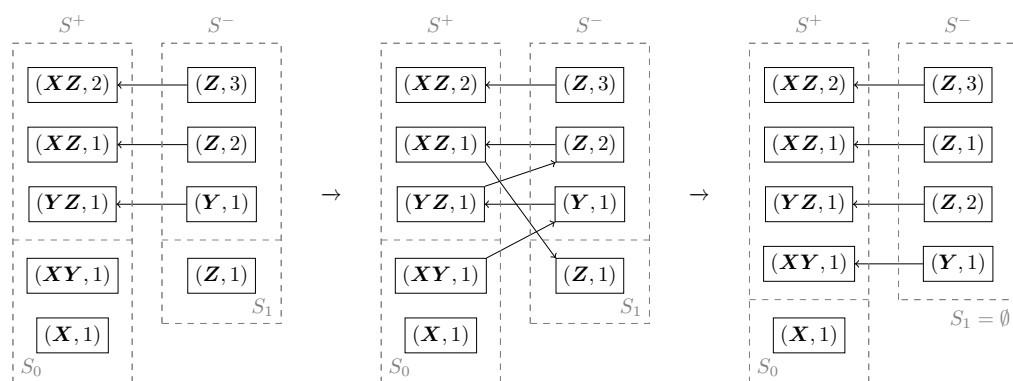 S⁺ S⁻ S⁺ S⁻ S⁺ S⁻
(XZ, 2) (Z, 3) (XZ, 2) (Z, 3) (XZ, 2) (Z, 3)
(XZ, 1) (Z, 2) (XZ, 1) (Z, 2) (XZ, 1) (Z, 1)
(YZ, 1) (Y, 1) → (YZ, 1) (Y, 1) → (YZ, 1) (Z, 2)
(XY, 1) (Z, 1) (XY, 1) (Z, 1) (XY, 1) (Y, 1)
S₁ S₁ S₁ = ∅
(X, 1) (X, 1) (X, 1)
S₀ S₀ S₀